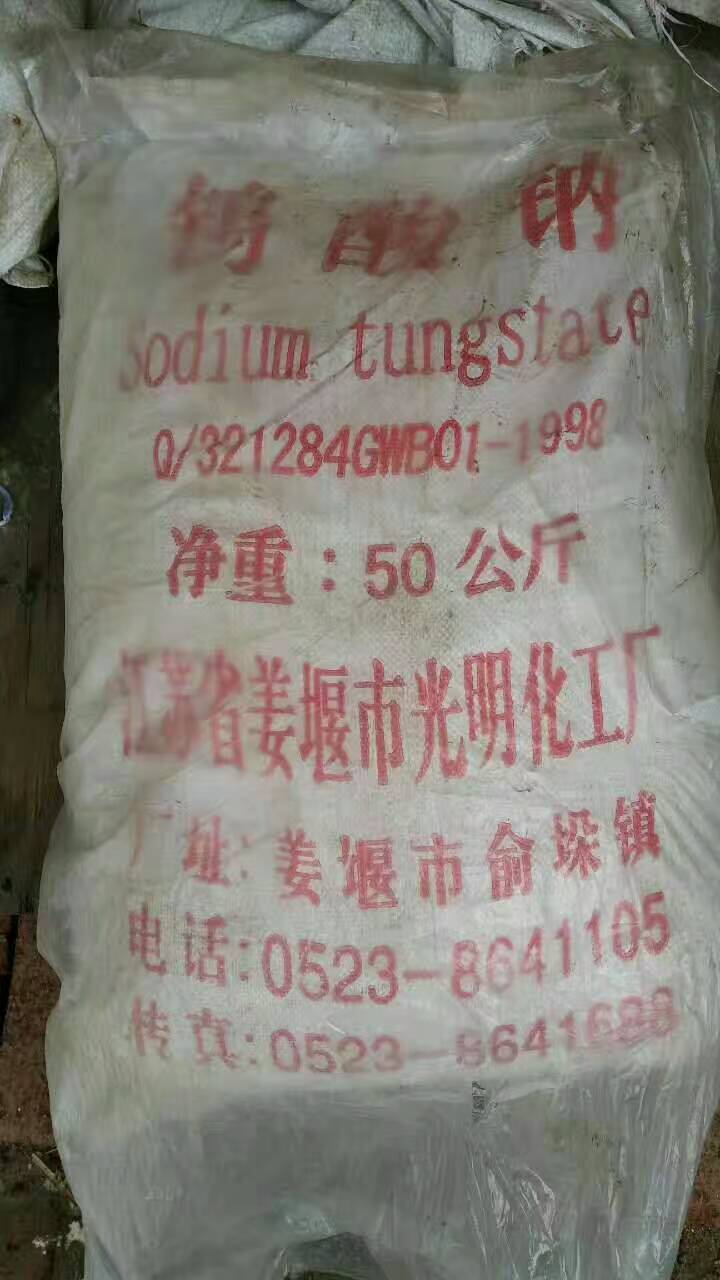 钨酸钠
Sodium tungstate
Q/321284GWB01-1998
净重：50公斤
江苏省姜堰市光明化工厂
厂址:姜堰市俞垛镇
电话:0523-8641105
传真:0523-8641688